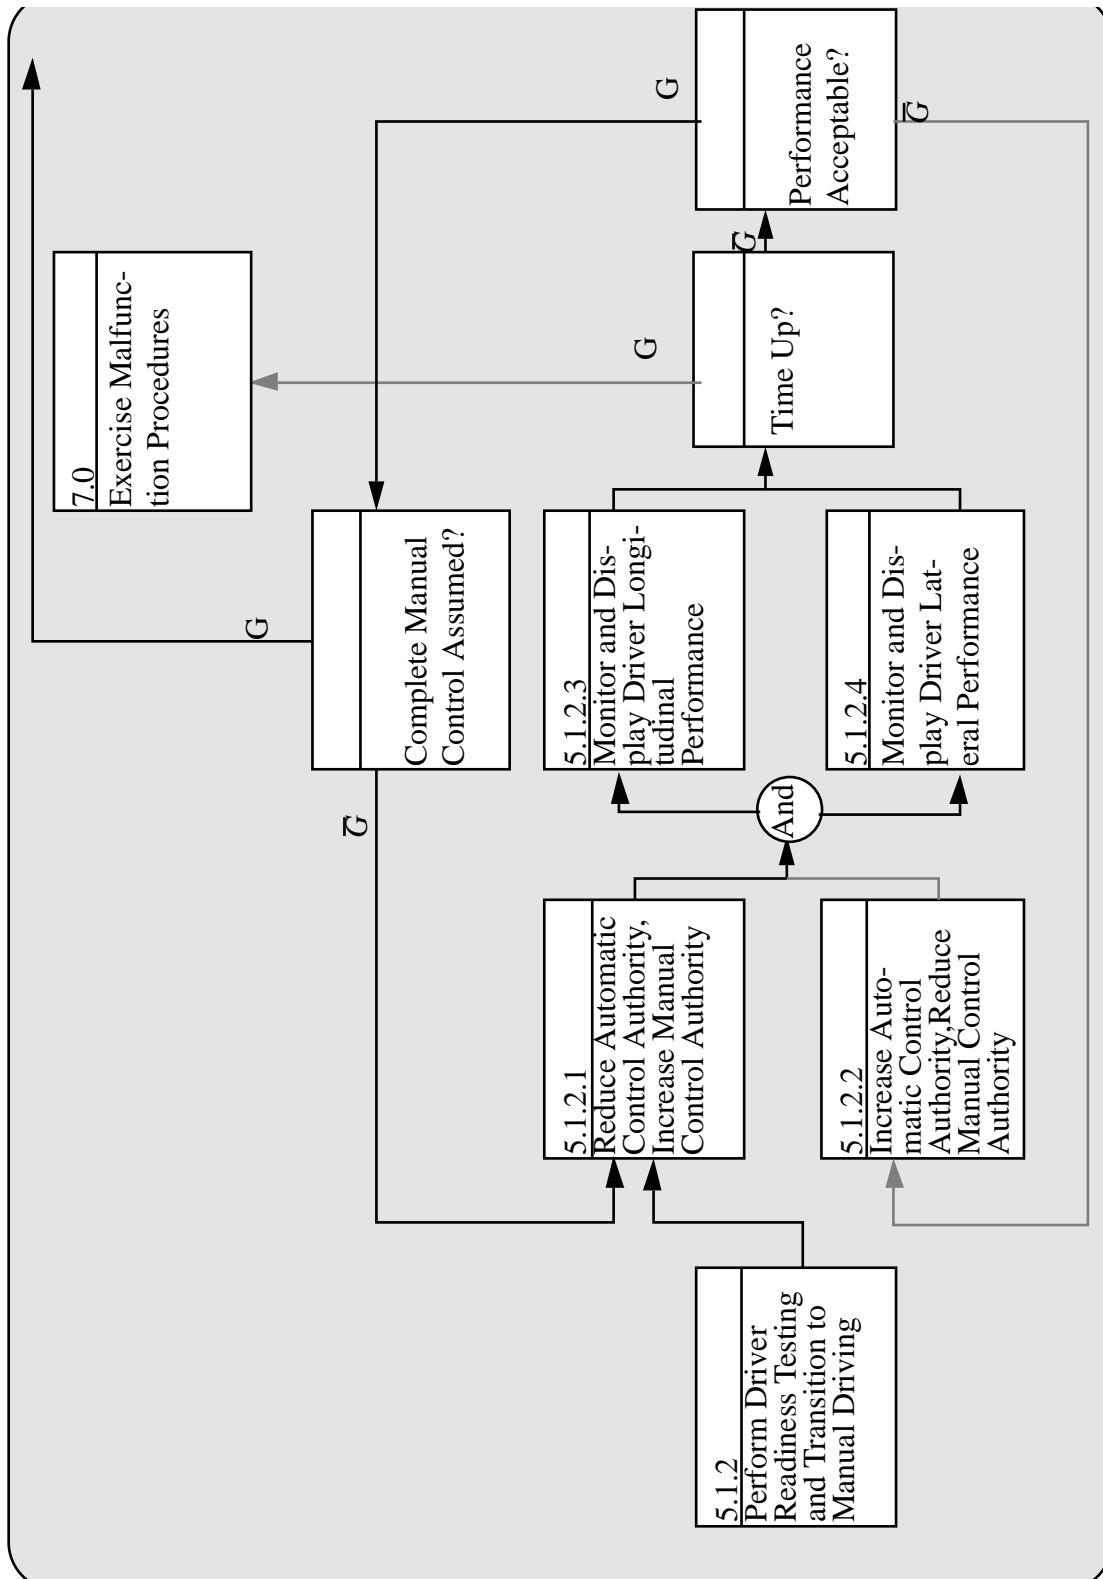 5.1.2
Perform Driver
Readiness Testing
and Transition to
Manual Driving
5.1.2.1
Reduce Automatic
Control Authority,
Increase Manual
Control Authority
5.1.2.2
Increase Auto-
matic Control
Authority,Reduce
Manual Control
Authority
And
5.1.2.3
Monitor and Dis-
play Driver Longi-
tudinal
Performance
5.1.2.4
Monitor and Dis-
play Driver Lat-
eral Performance
Time Up?
G
G̅
Performance
Acceptable?
G
G̅
Complete Manual
Control Assumed?
G
G̅
7.0
Exercise Malfunc-
tion Procedures